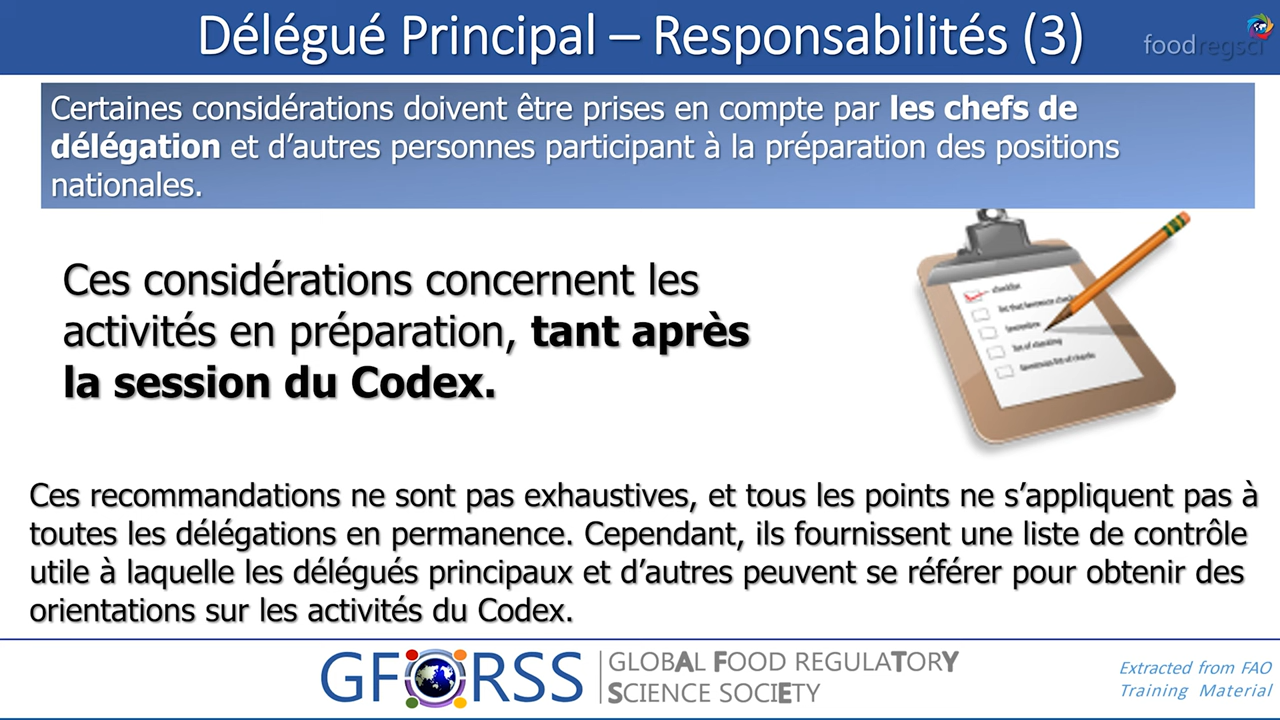 Délégué Principal – Responsabilités (3)
foodregsci
Certaines considérations doivent être prises en compte par les chefs de
délégation et d’autres personnes participant à la préparation des positions
nationales.
Ces considérations concernent les
activités en préparation, tant après
la session du Codex.
checklist
Ces recommandations ne sont pas exhaustives, et tous les points ne s’appliquent pas à
toutes les délégations en permanence. Cependant, ils fournissent une liste de contrôle
utile à laquelle les délégués principaux et d’autres peuvent se référer pour obtenir des
orientations sur les activités du Codex.
GFORSS
GLOBAL FOOD REGULATORY
SCIENCE SOCIETY
Extracted from FAO
Training Material